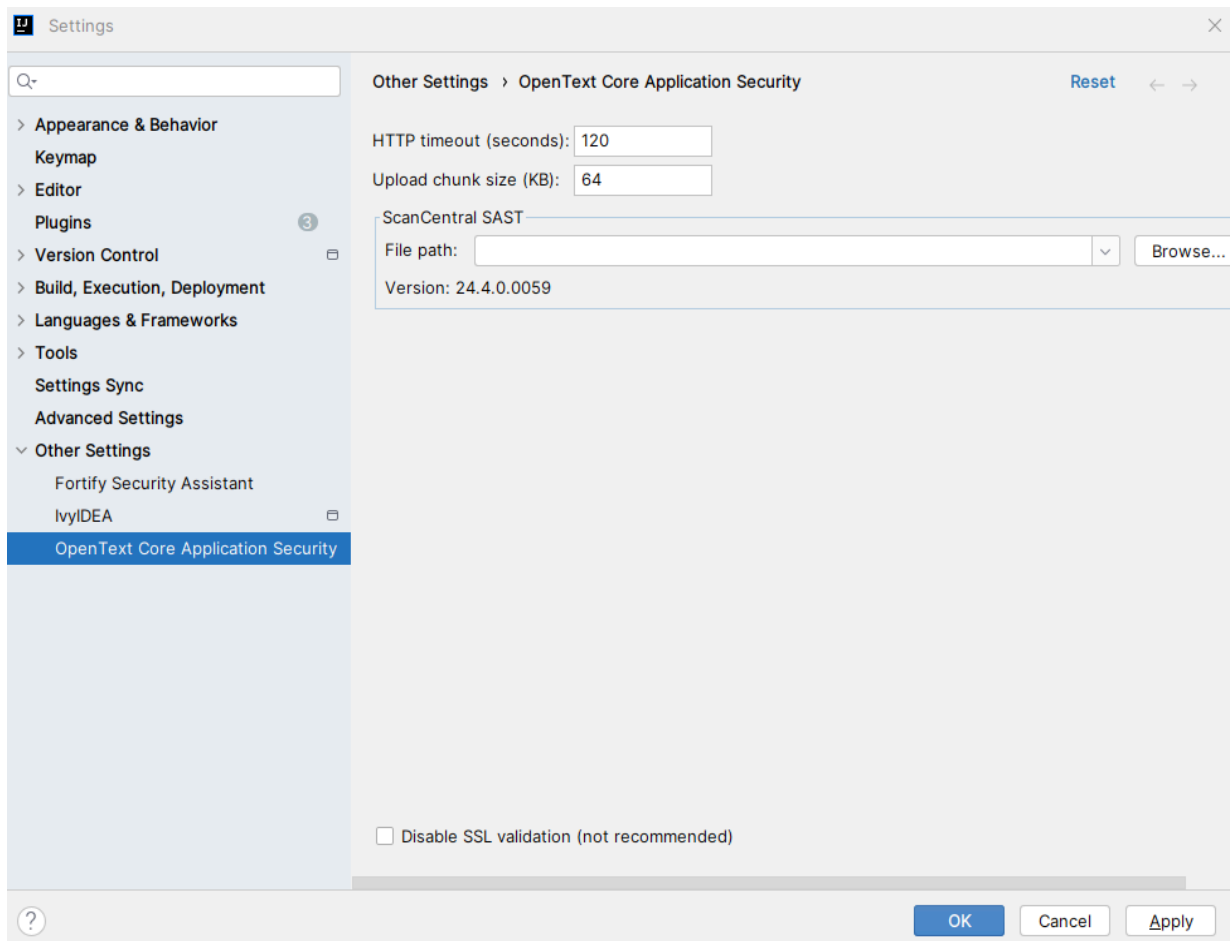 IJ
Settings
Other Settings › OpenText Core Application Security
Reset
Appearance & Behavior
Keymap
Editor
Plugins 3
Version Control
Build, Execution, Deployment
Languages & Frameworks
Tools
Settings Sync
Advanced Settings
Other Settings
Fortify Security Assistant
IvyIDEA
OpenText Core Application Security
HTTP timeout (seconds): 120
Upload chunk size (KB): 64
ScanCentral SAST
File path: Browse...
Version: 24.4.0.0059
Disable SSL validation (not recommended)
?
OK Cancel Apply